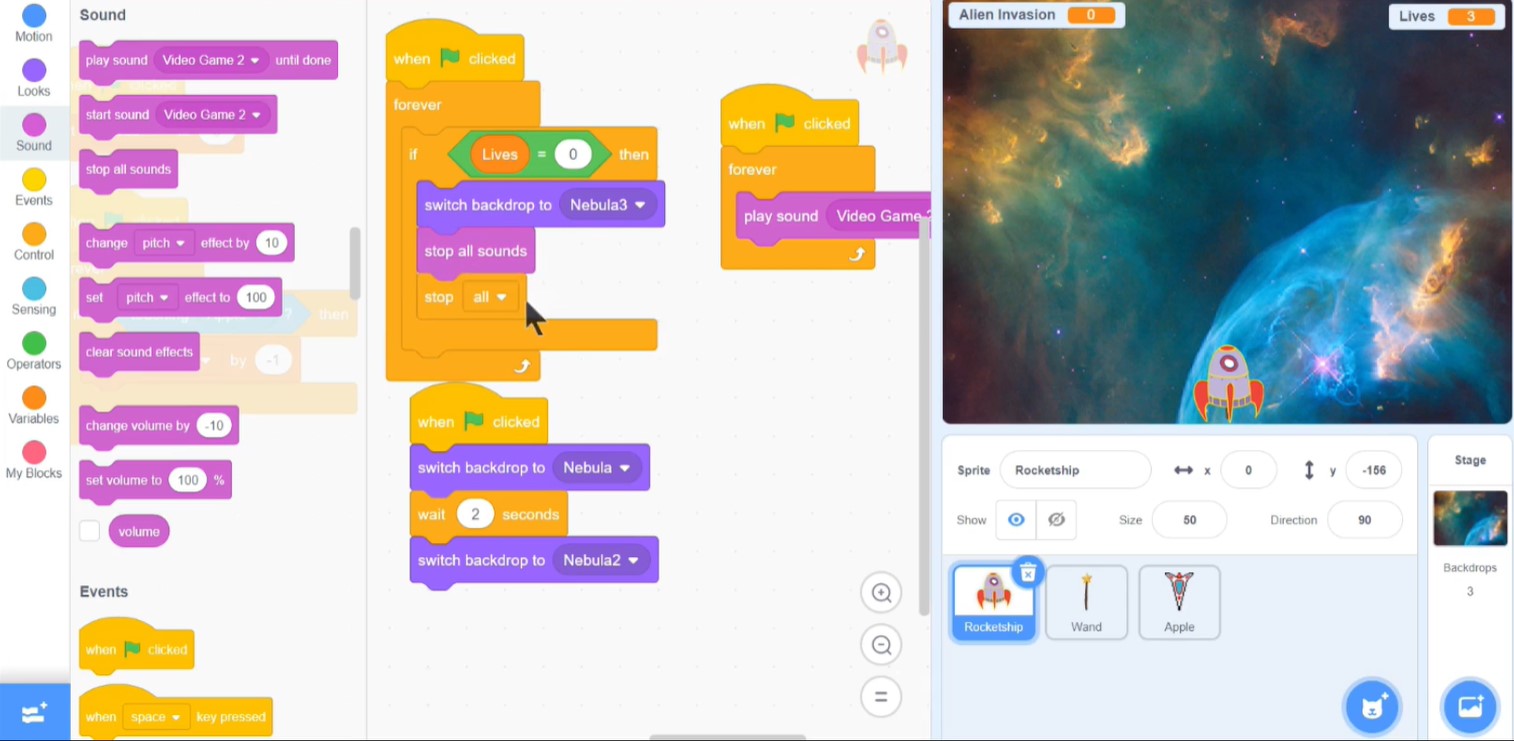 Motion
Looks
Sound
Events
Control
Sensing
Operators
Variables
My Blocks
Sound
play sound Video Game 2 until done
start sound Video Game 2
stop all sounds
change pitch effect by 10
set pitch effect to 100
then
?
clear sound effects
by -1
change volume by -10
set volume to 100 %
volume
Events
when clicked
when space key pressed
when clicked
forever
if Lives = 0 then
switch backdrop to Nebula3
stop all sounds
stop all
when clicked
switch backdrop to Nebula
wait 2 seconds
switch backdrop to Nebula2
when clicked
forever
play sound Video Game 2
Alien Invasion 0
Lives 3
Sprite Rocketship x 0 y -156
Show Size 50 Direction 90
Rocketship
Wand
Apple
Stage
Backdrops
3